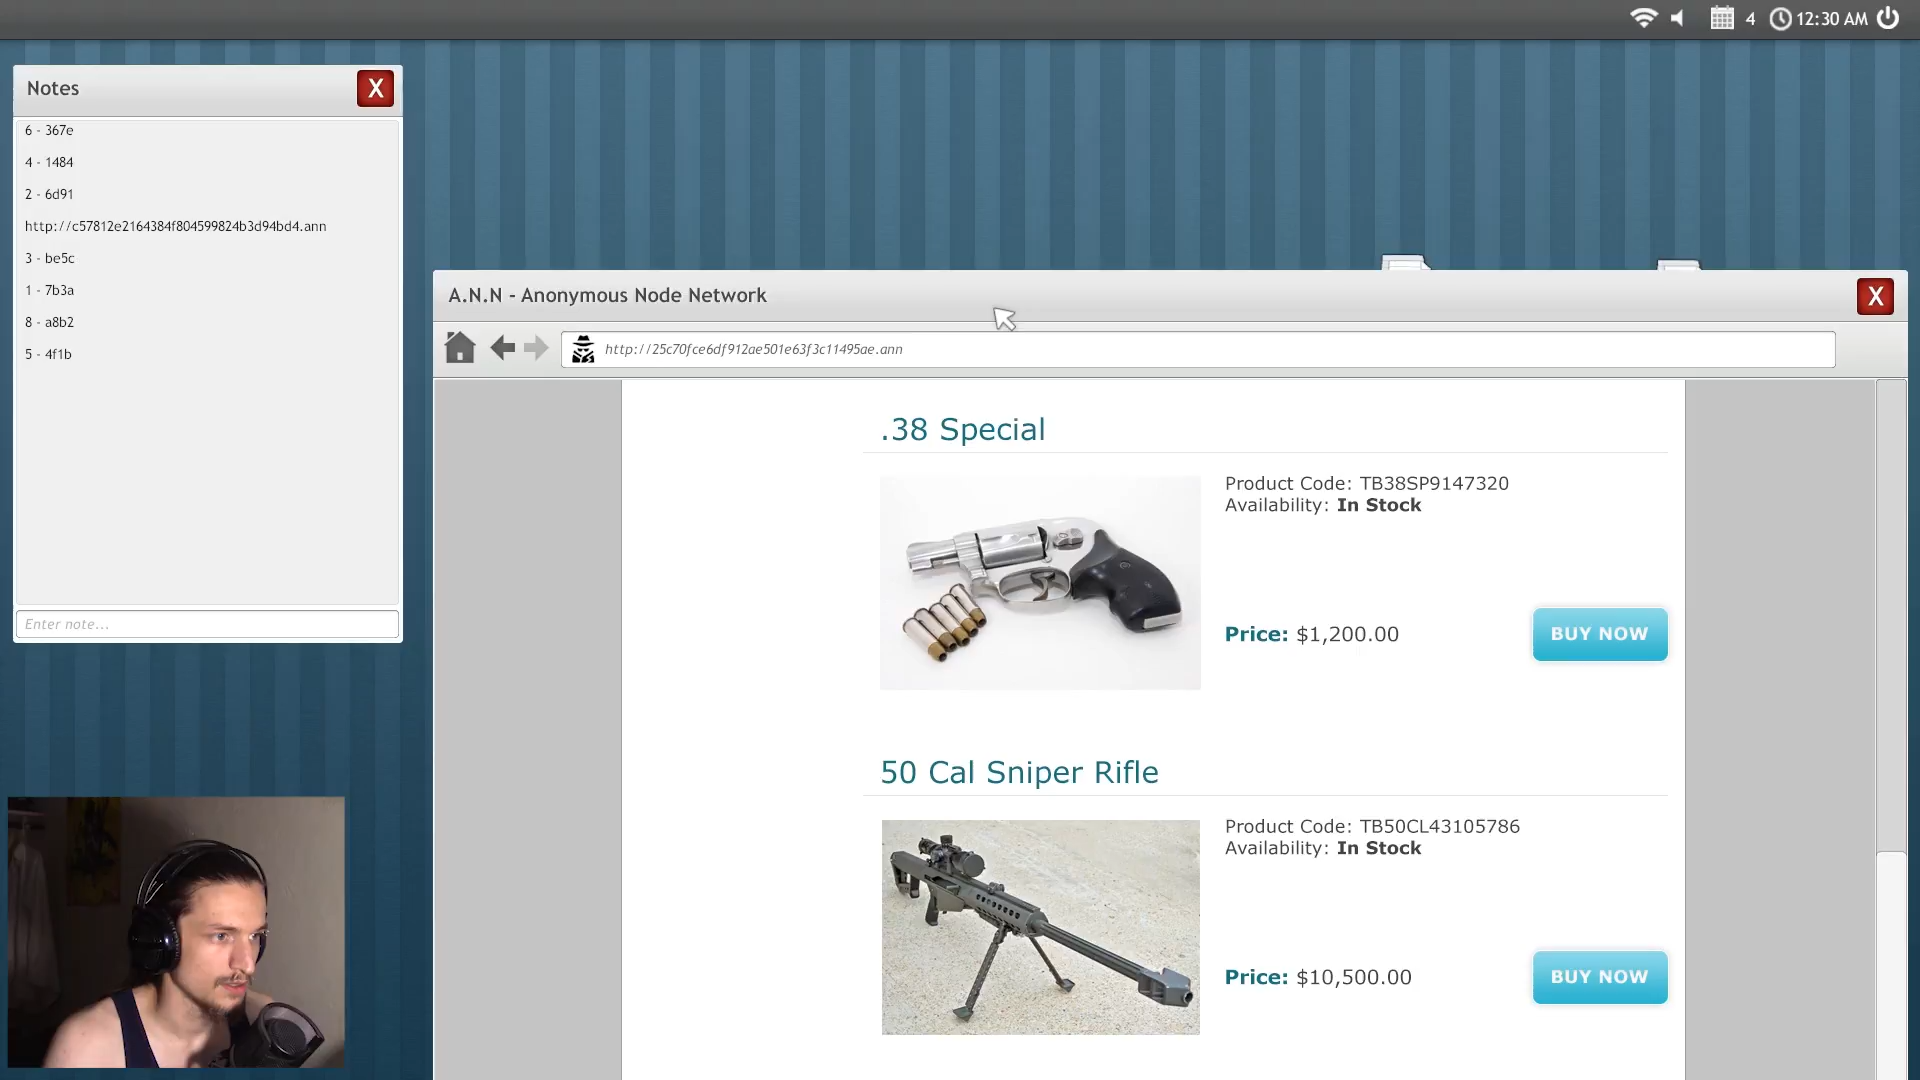 4
12:30 AM
Notes
X
6 - 367e
4 - 1484
2 - 6d91
http://c57812e2164384f804599824b3d94bd4.ann
3 - be5c
1 - 7b3a
8 - a8b2
5 - 4f1b
Enter note...
A.N.N - Anonymous Node Network
X
http://25c70fce6df912ae501e63f3c11495ae.ann
.38 Special
Product Code: TB38SP9147320
Availability: In Stock
Price: $1,200.00
BUY NOW
50 Cal Sniper Rifle
Product Code: TB50CL43105786
Availability: In Stock
Price: $10,500.00
BUY NOW